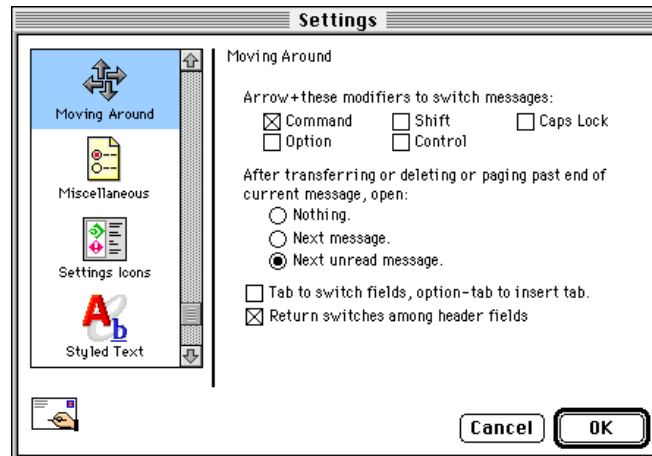 Settings
Moving Around
Miscellaneous
Settings Icons
Styled Text
Moving Around
Arrow+these modifiers to switch messages:
Command Shift Caps Lock
Option Control
After transferring or deleting or paging past end of
current message, open:
Nothing.
Next message.
Next unread message.
Tab to switch fields, option-tab to insert tab.
Return switches among header fields
Cancel OK